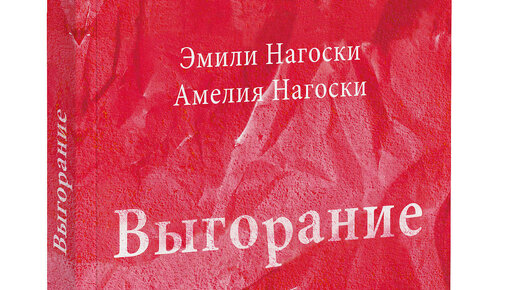 Эмили Нагоски
Амелия Нагоски
Выгорание
Выгорание